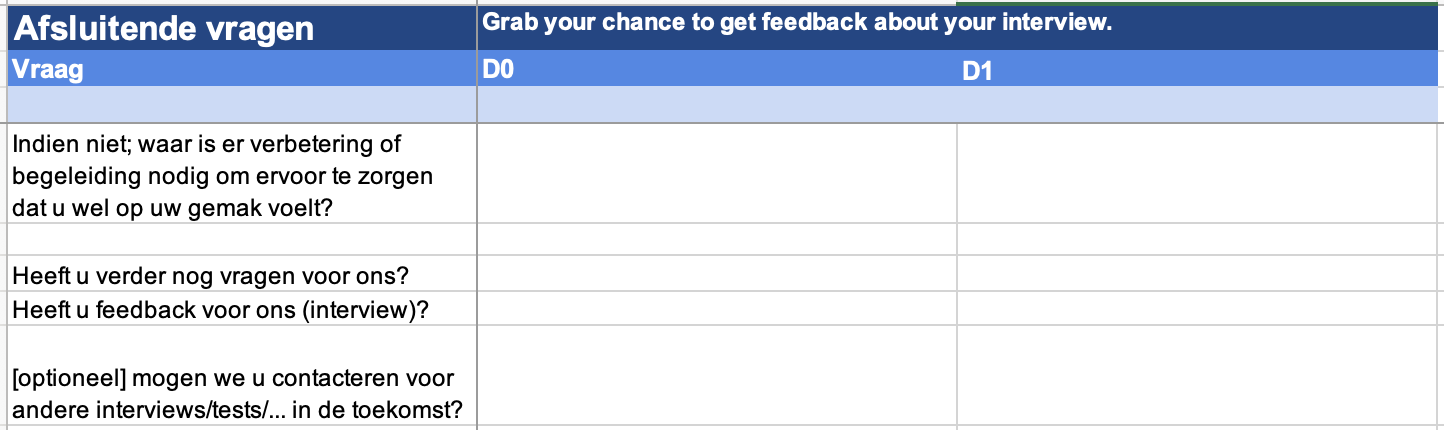 Afsluitende vragen
Grab your chance to get feedback about your interview.
Vraag
D0
D1
Indien niet; waar is er verbetering of
begeleiding nodig om ervoor te zorgen
dat u wel op uw gemak voelt?
Heeft u verder nog vragen voor ons?
Heeft u feedback voor ons (interview)?
[optioneel] mogen we u contacteren voor
andere interviews/tests/... in de toekomst?